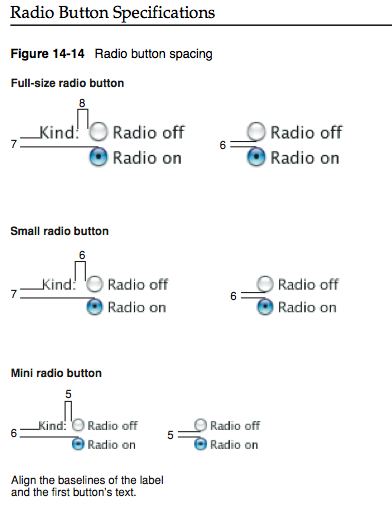 Radio Button Specifications
Figure 14-14 Radio button spacing
Full-size radio button
8
Kind: Radio off Radio off
7 6
Radio on Radio on
Small radio button
6
Kind: Radio off Radio off
7 6
Radio on Radio on
Mini radio button
5
Kind: Radio off Radio off
6 5
Radio on Radio on
Align the baselines of the label
and the first button's text.